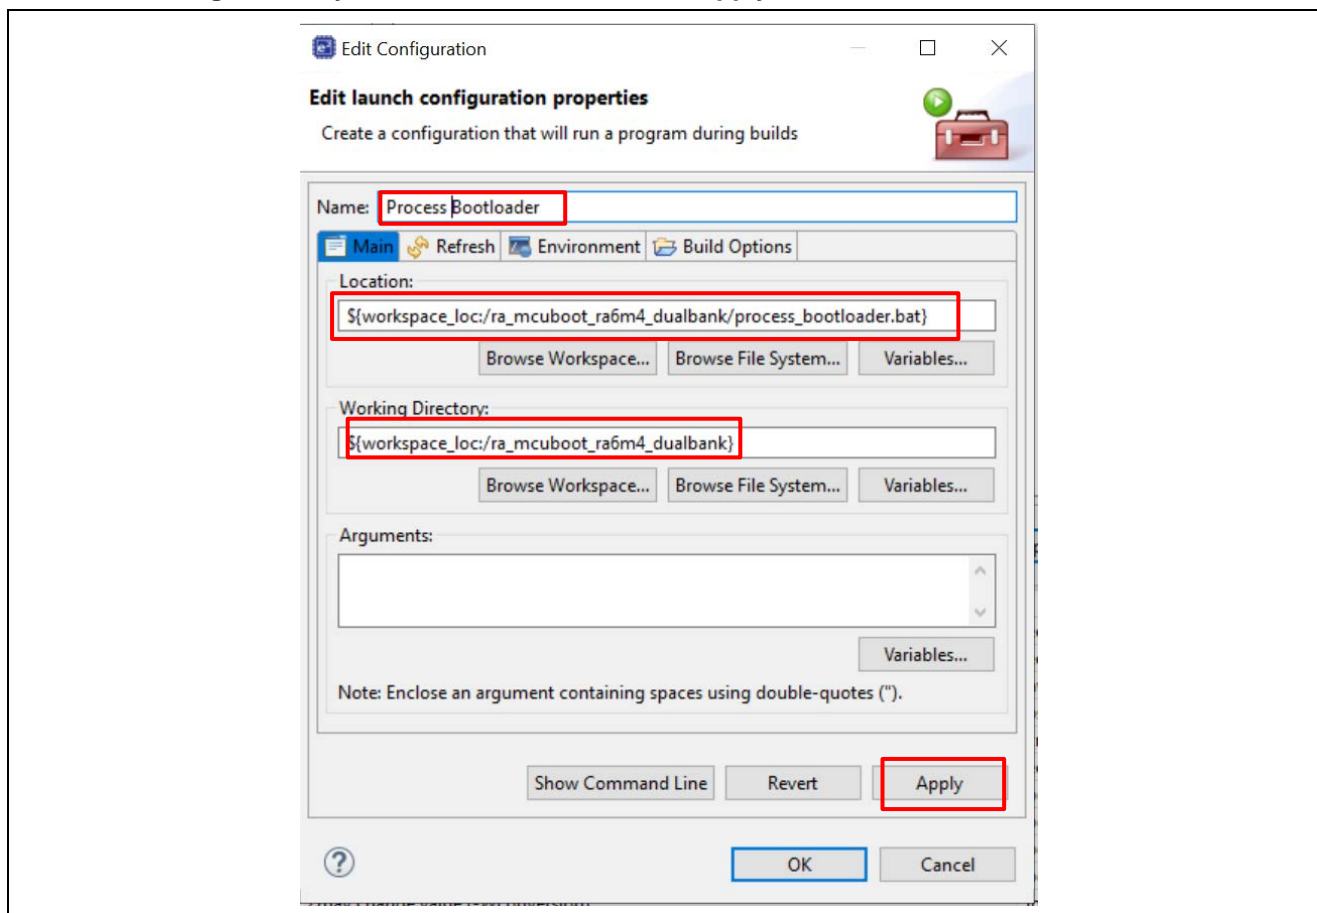 Edit Configuration
Edit launch configuration properties
Create a configuration that will run a program during builds
Name: Process Bootloader
Main Refresh Environment Build Options
Location:
${workspace_loc:/ra_mcuboot_ra6m4_dualbank/process_bootloader.bat}
Browse Workspace... Browse File System... Variables...
Working Directory:
${workspace_loc:/ra_mcuboot_ra6m4_dualbank}
Browse Workspace... Browse File System... Variables...
Arguments:
Variables...
Note: Enclose an argument containing spaces using double-quotes (").
Show Command Line Revert Apply
? OK Cancel